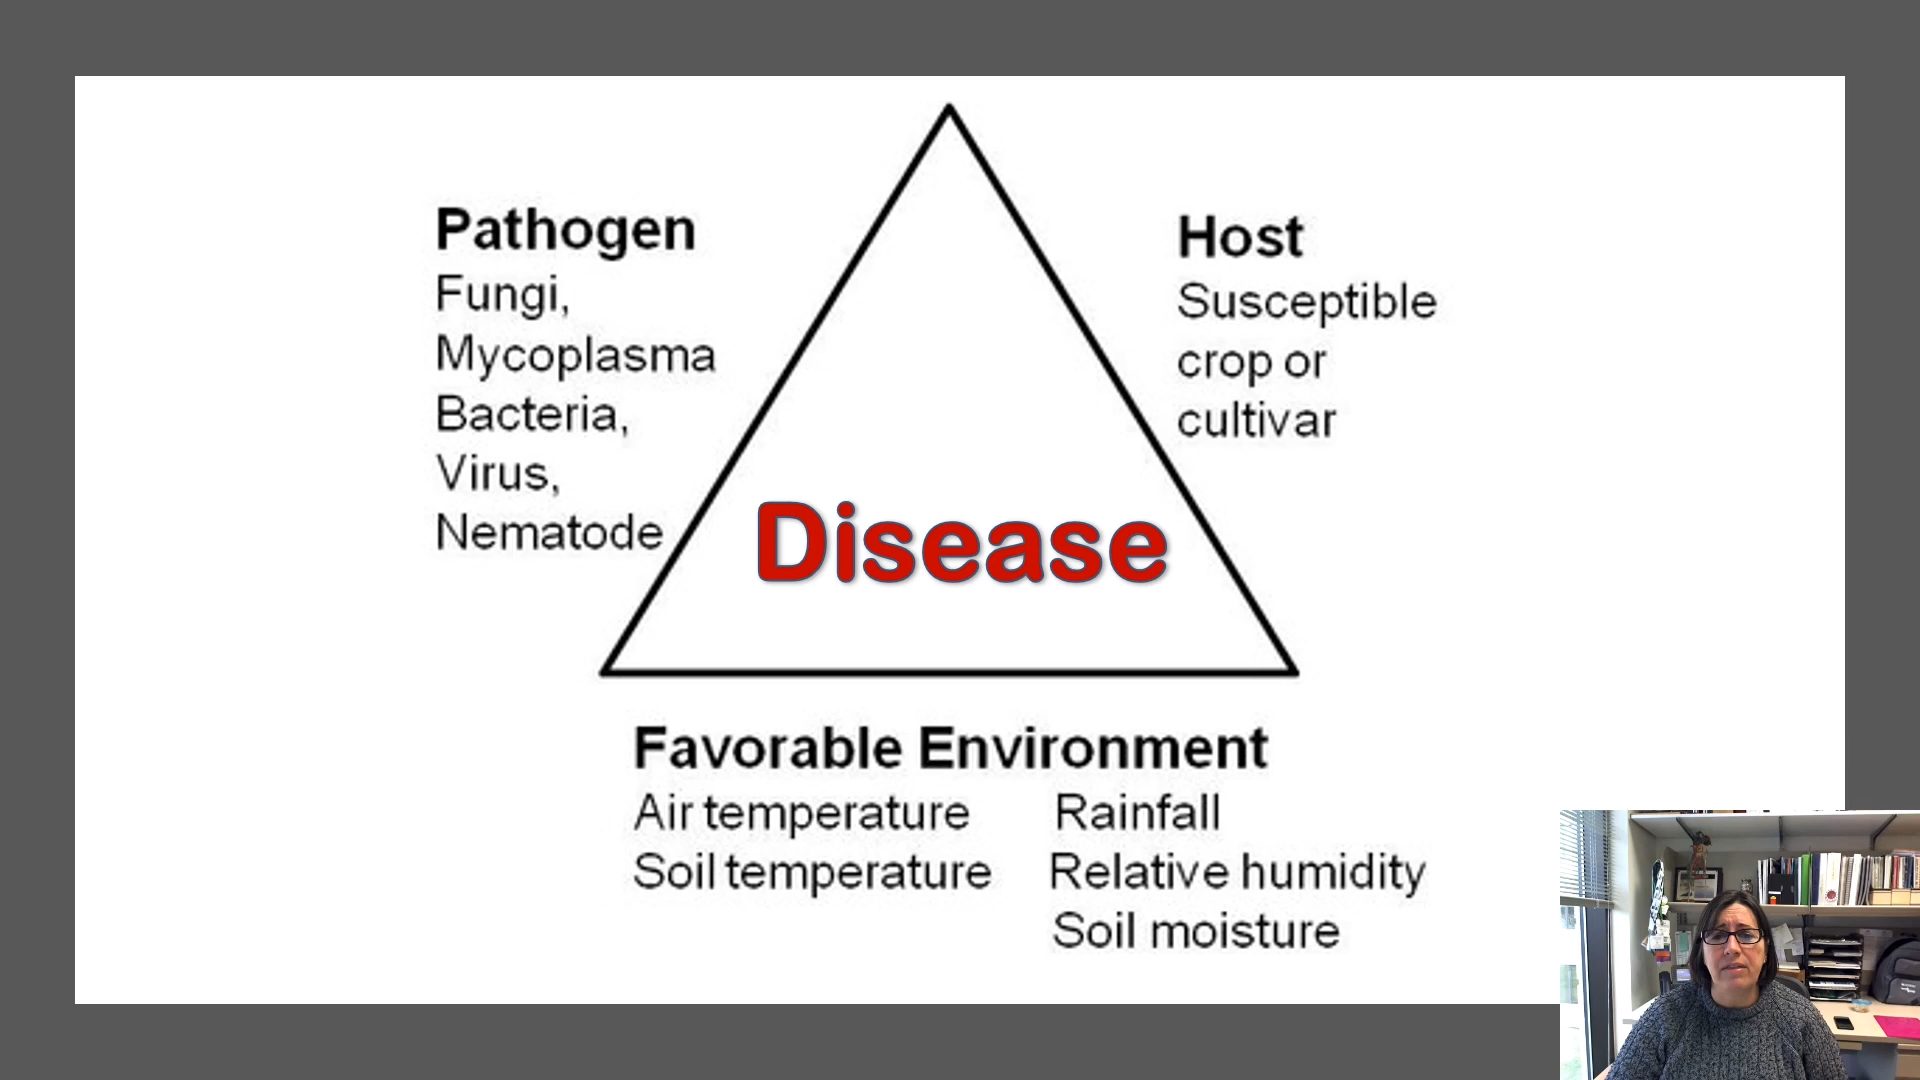 Pathogen
Fungi,
Mycoplasma
Bacteria,
Virus,
Nematode
Host
Susceptible
crop or
cultivar
Disease
Favorable Environment
Air temperature
Soil temperature
Rainfall
Relative humidity
Soil moisture